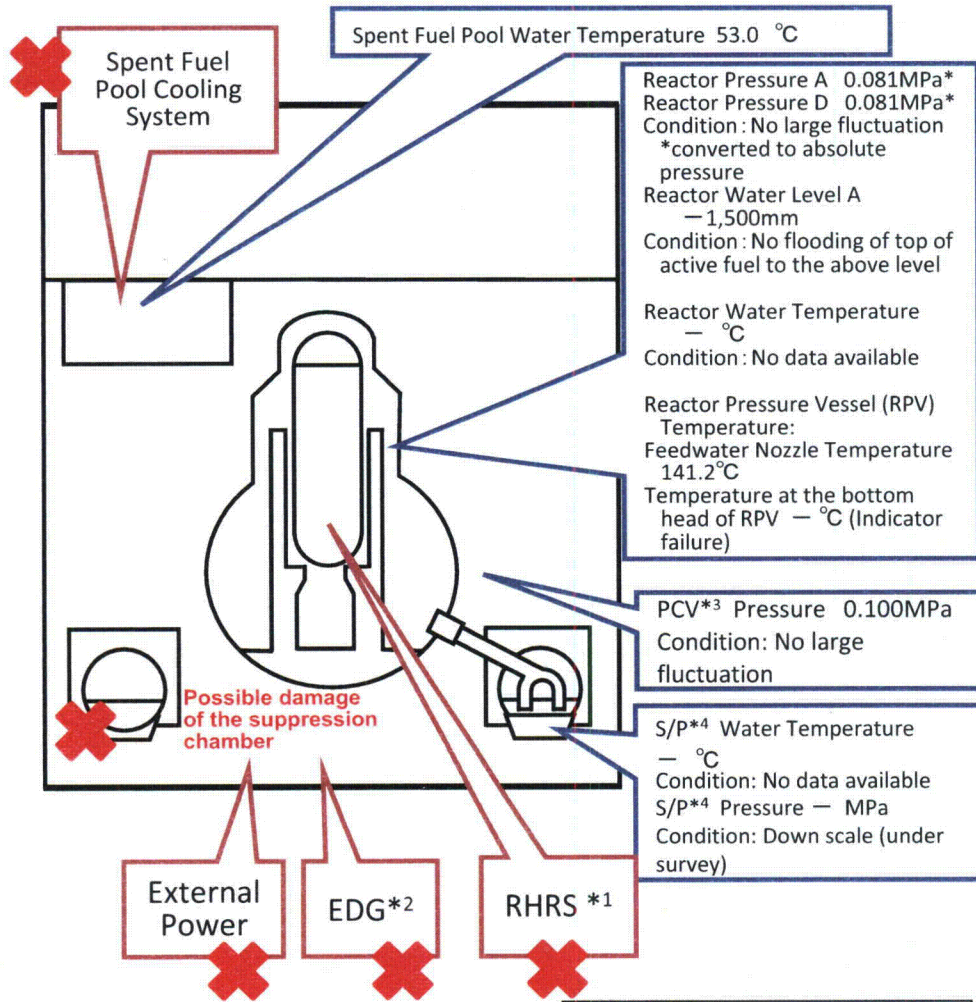 Spent Fuel Pool Water Temperature 53.0 ℃
Spent Fuel
Pool Cooling
System
Reactor Pressure A 0.081MPa*
Reactor Pressure D 0.081MPa*
Condition : No large fluctuation
*converted to absolute
pressure
Reactor Water Level A
－1,500mm
Condition : No flooding of top of
active fuel to the above level
Reactor Water Temperature
－ ℃
Condition : No data available
Reactor Pressure Vessel (RPV)
Temperature:
Feedwater Nozzle Temperature
141.2℃
Temperature at the bottom
head of RPV － ℃ (Indicator
failure)
PCV*3 Pressure 0.100MPa
Condition: No large
fluctuation
Possible damage
of the suppression
chamber
S/P*4 Water Temperature
－ ℃
Condition: No data available
S/P*4 Pressure － MPa
Condition: Down scale (under
survey)
External
Power
EDG*2
RHRS *1